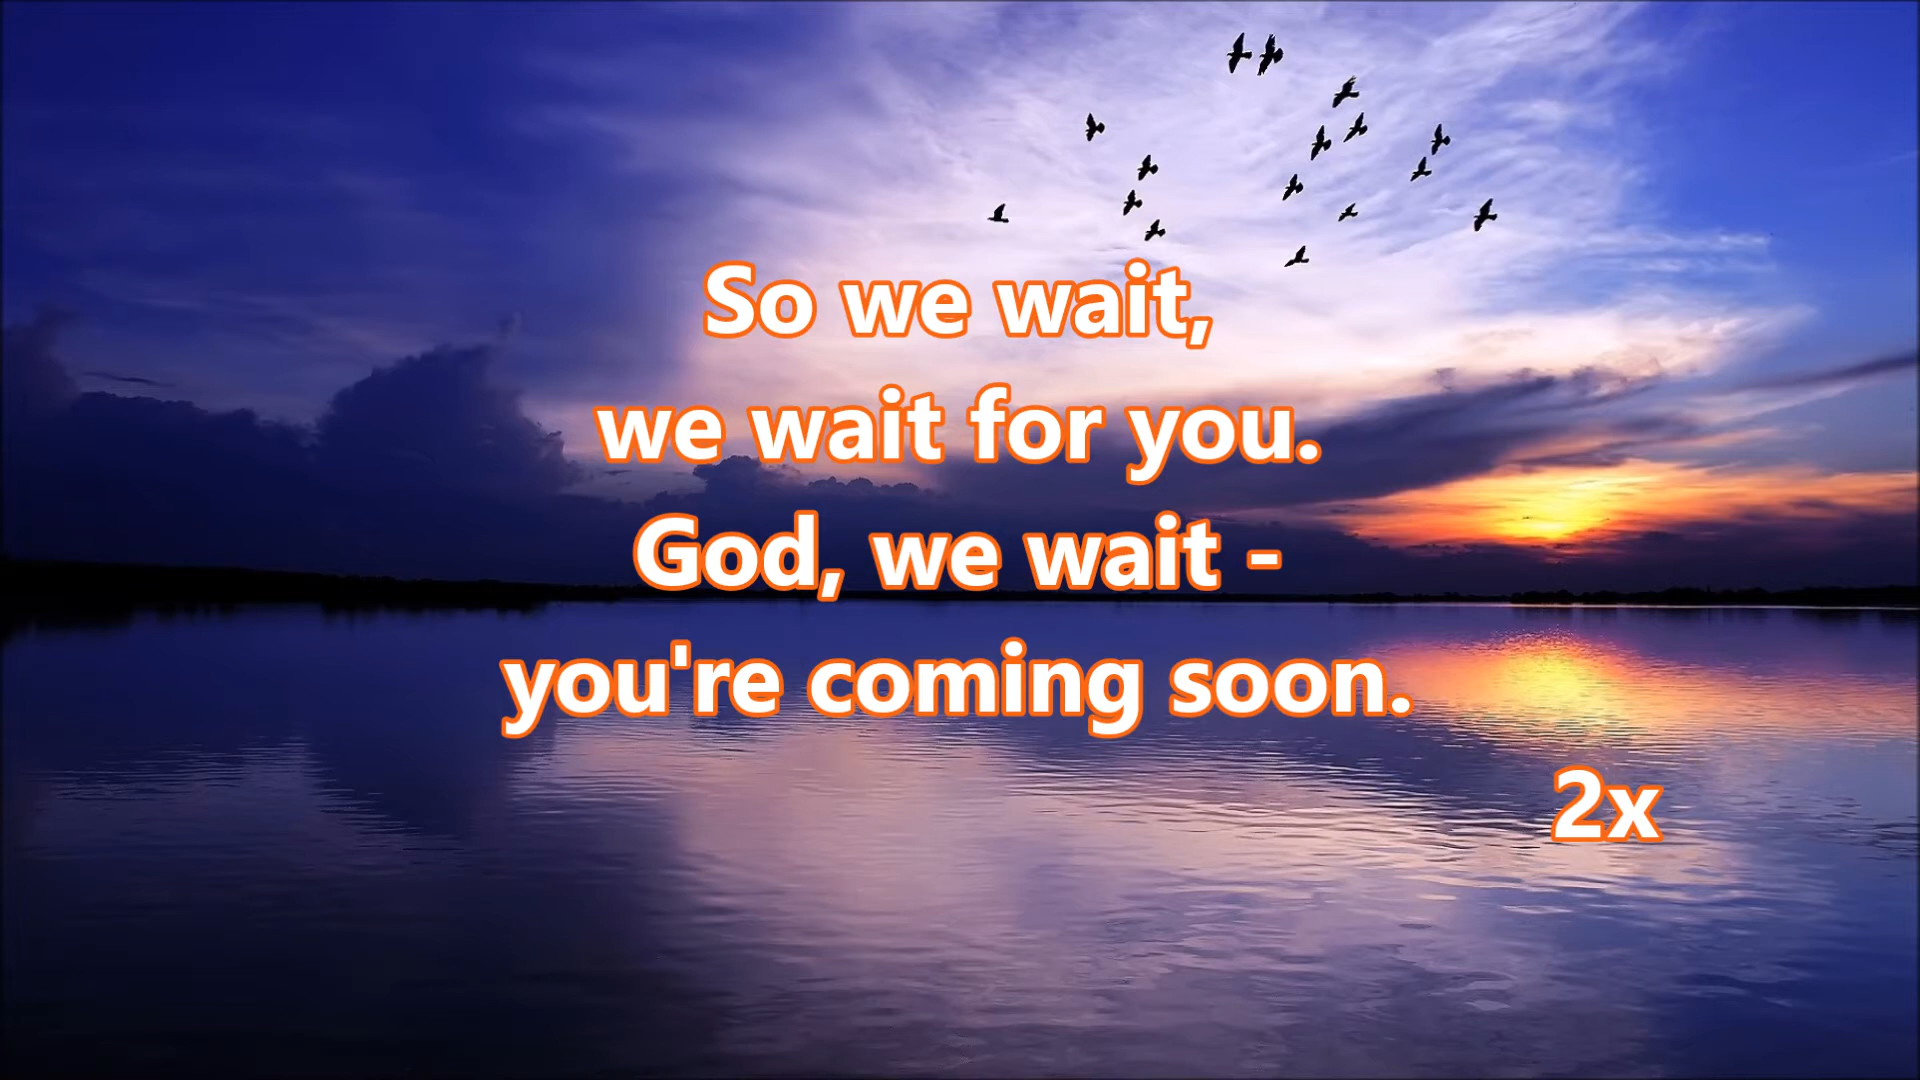 So we wait,
we wait for you.
God, we wait -
you're coming soon.
2x